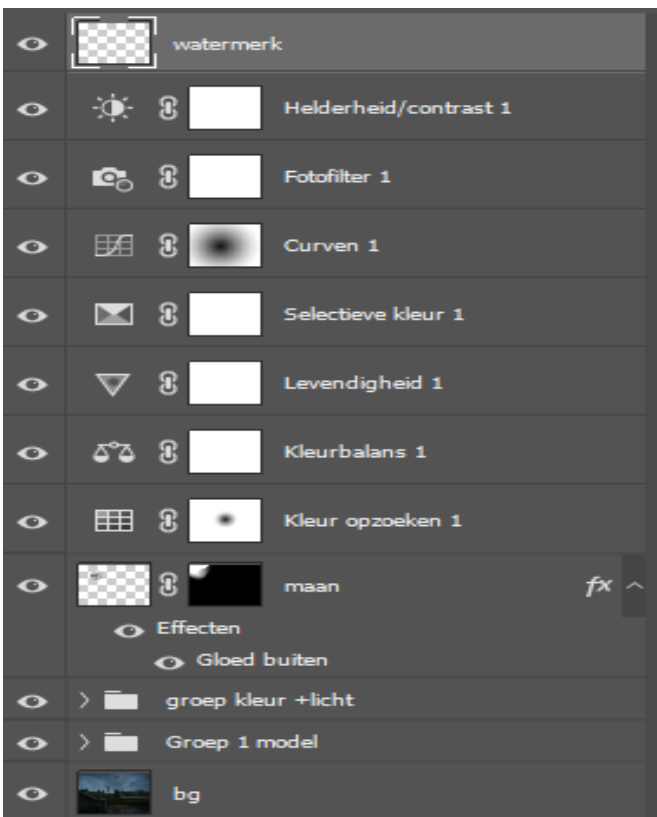 watermerk
Helderheid/contrast 1
Fotofilter 1
Curven 1
Selectieve kleur 1
Levendigheid 1
Kleurbalans 1
Kleur opzoeken 1
maan fx
Effecten
Gloed buiten
groep kleur +licht
Groep 1 model
bg